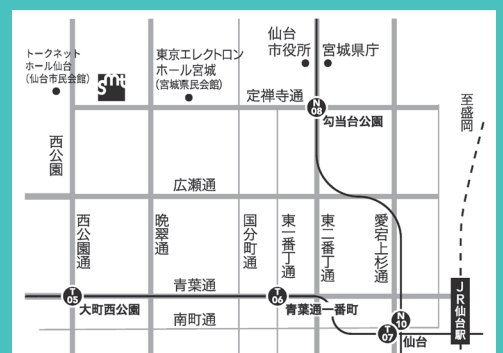 トークネット
ホール仙台
(仙台市民会館)
smt
東京エレクトロン
ホール宮城
(宮城県民会館)
仙台
市役所
宮城県庁
定禅寺通
N
08
勾当台公園
至盛岡
西公園
広瀬通
西公園通
晩翠通
国分町通
東一番丁通
東二番丁通
愛宕上杉通
青葉通
T
05
大町西公園
T
06
青葉通一番町
南町通
N
10
T
07
仙台
JR仙台駅